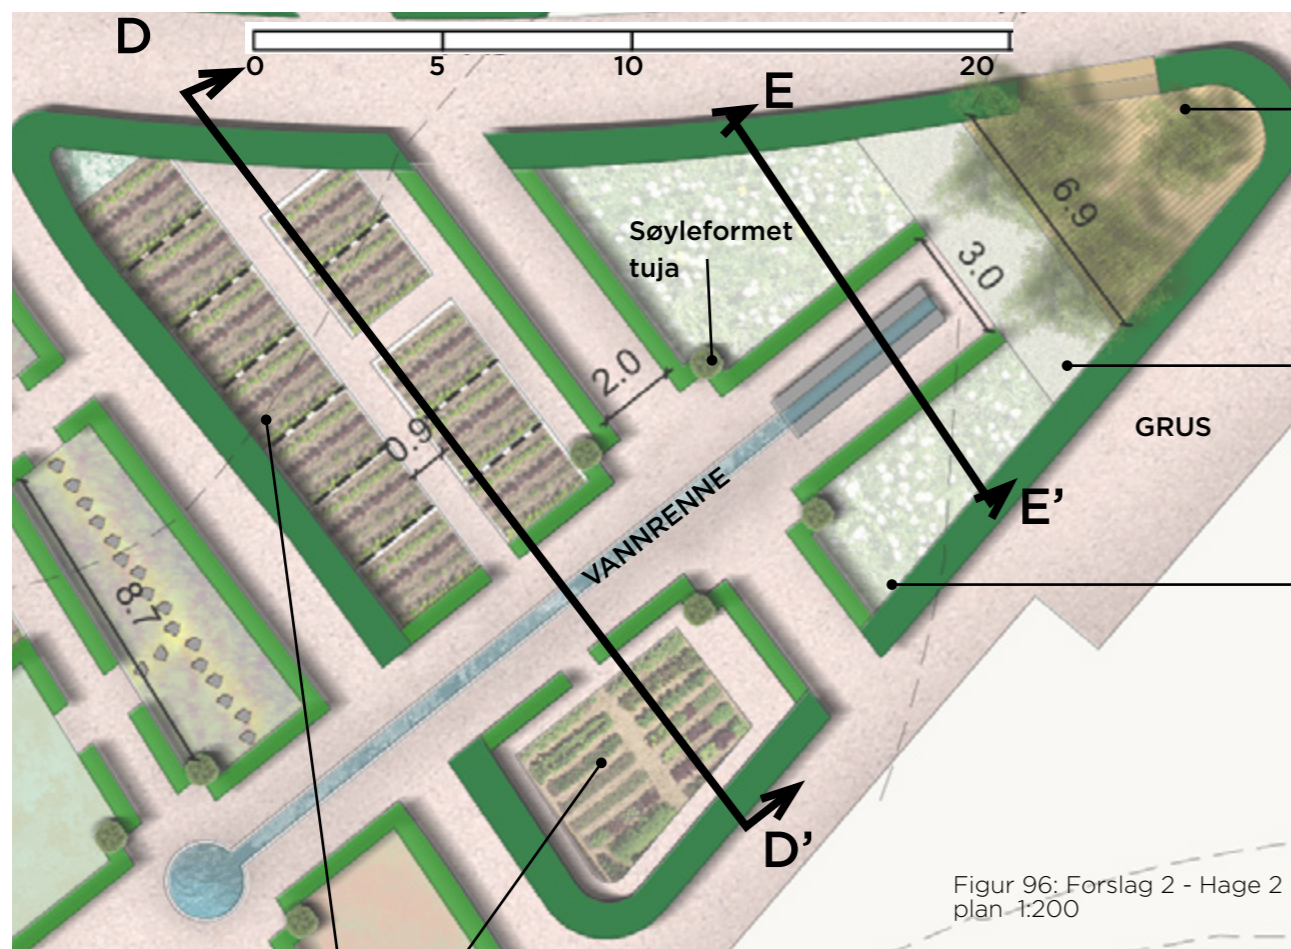 D
0 5 10 20
E
Søyleformet
tuja
6.9
3.0
2.0
0.9
GRUS
VANNRENNE
E’
8.7
D’
Figur 96: Forslag 2 - Hage 2
plan 1:200